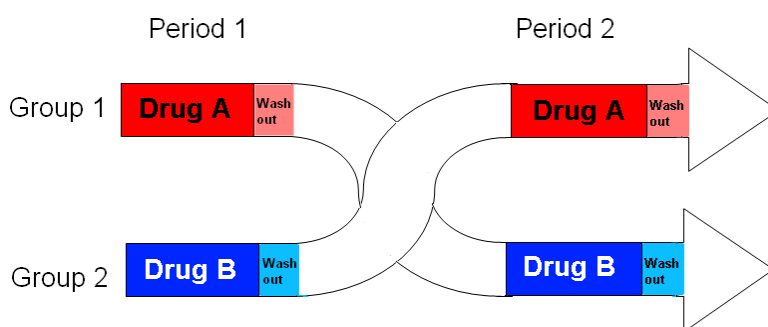 Period 1
Period 2
Group 1
Drug A
Wash
out
Drug A
Wash
out
Group 2
Drug B
Wash
out
Drug B
Wash
out